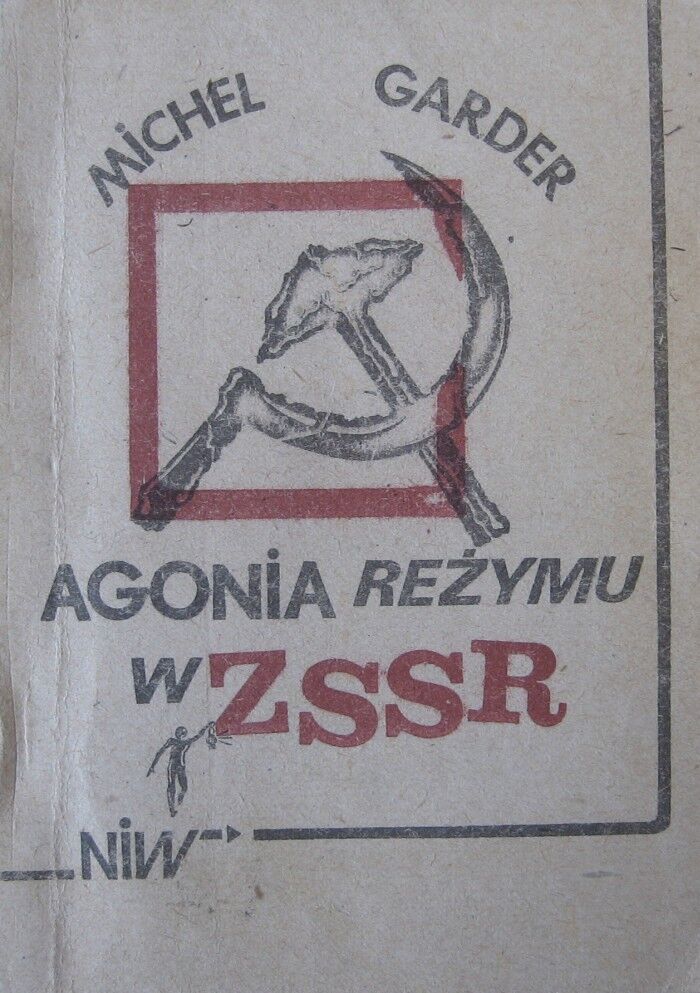 MiCHEL GARDER
AGONiA REŻYMU
W ZSSR
NiW